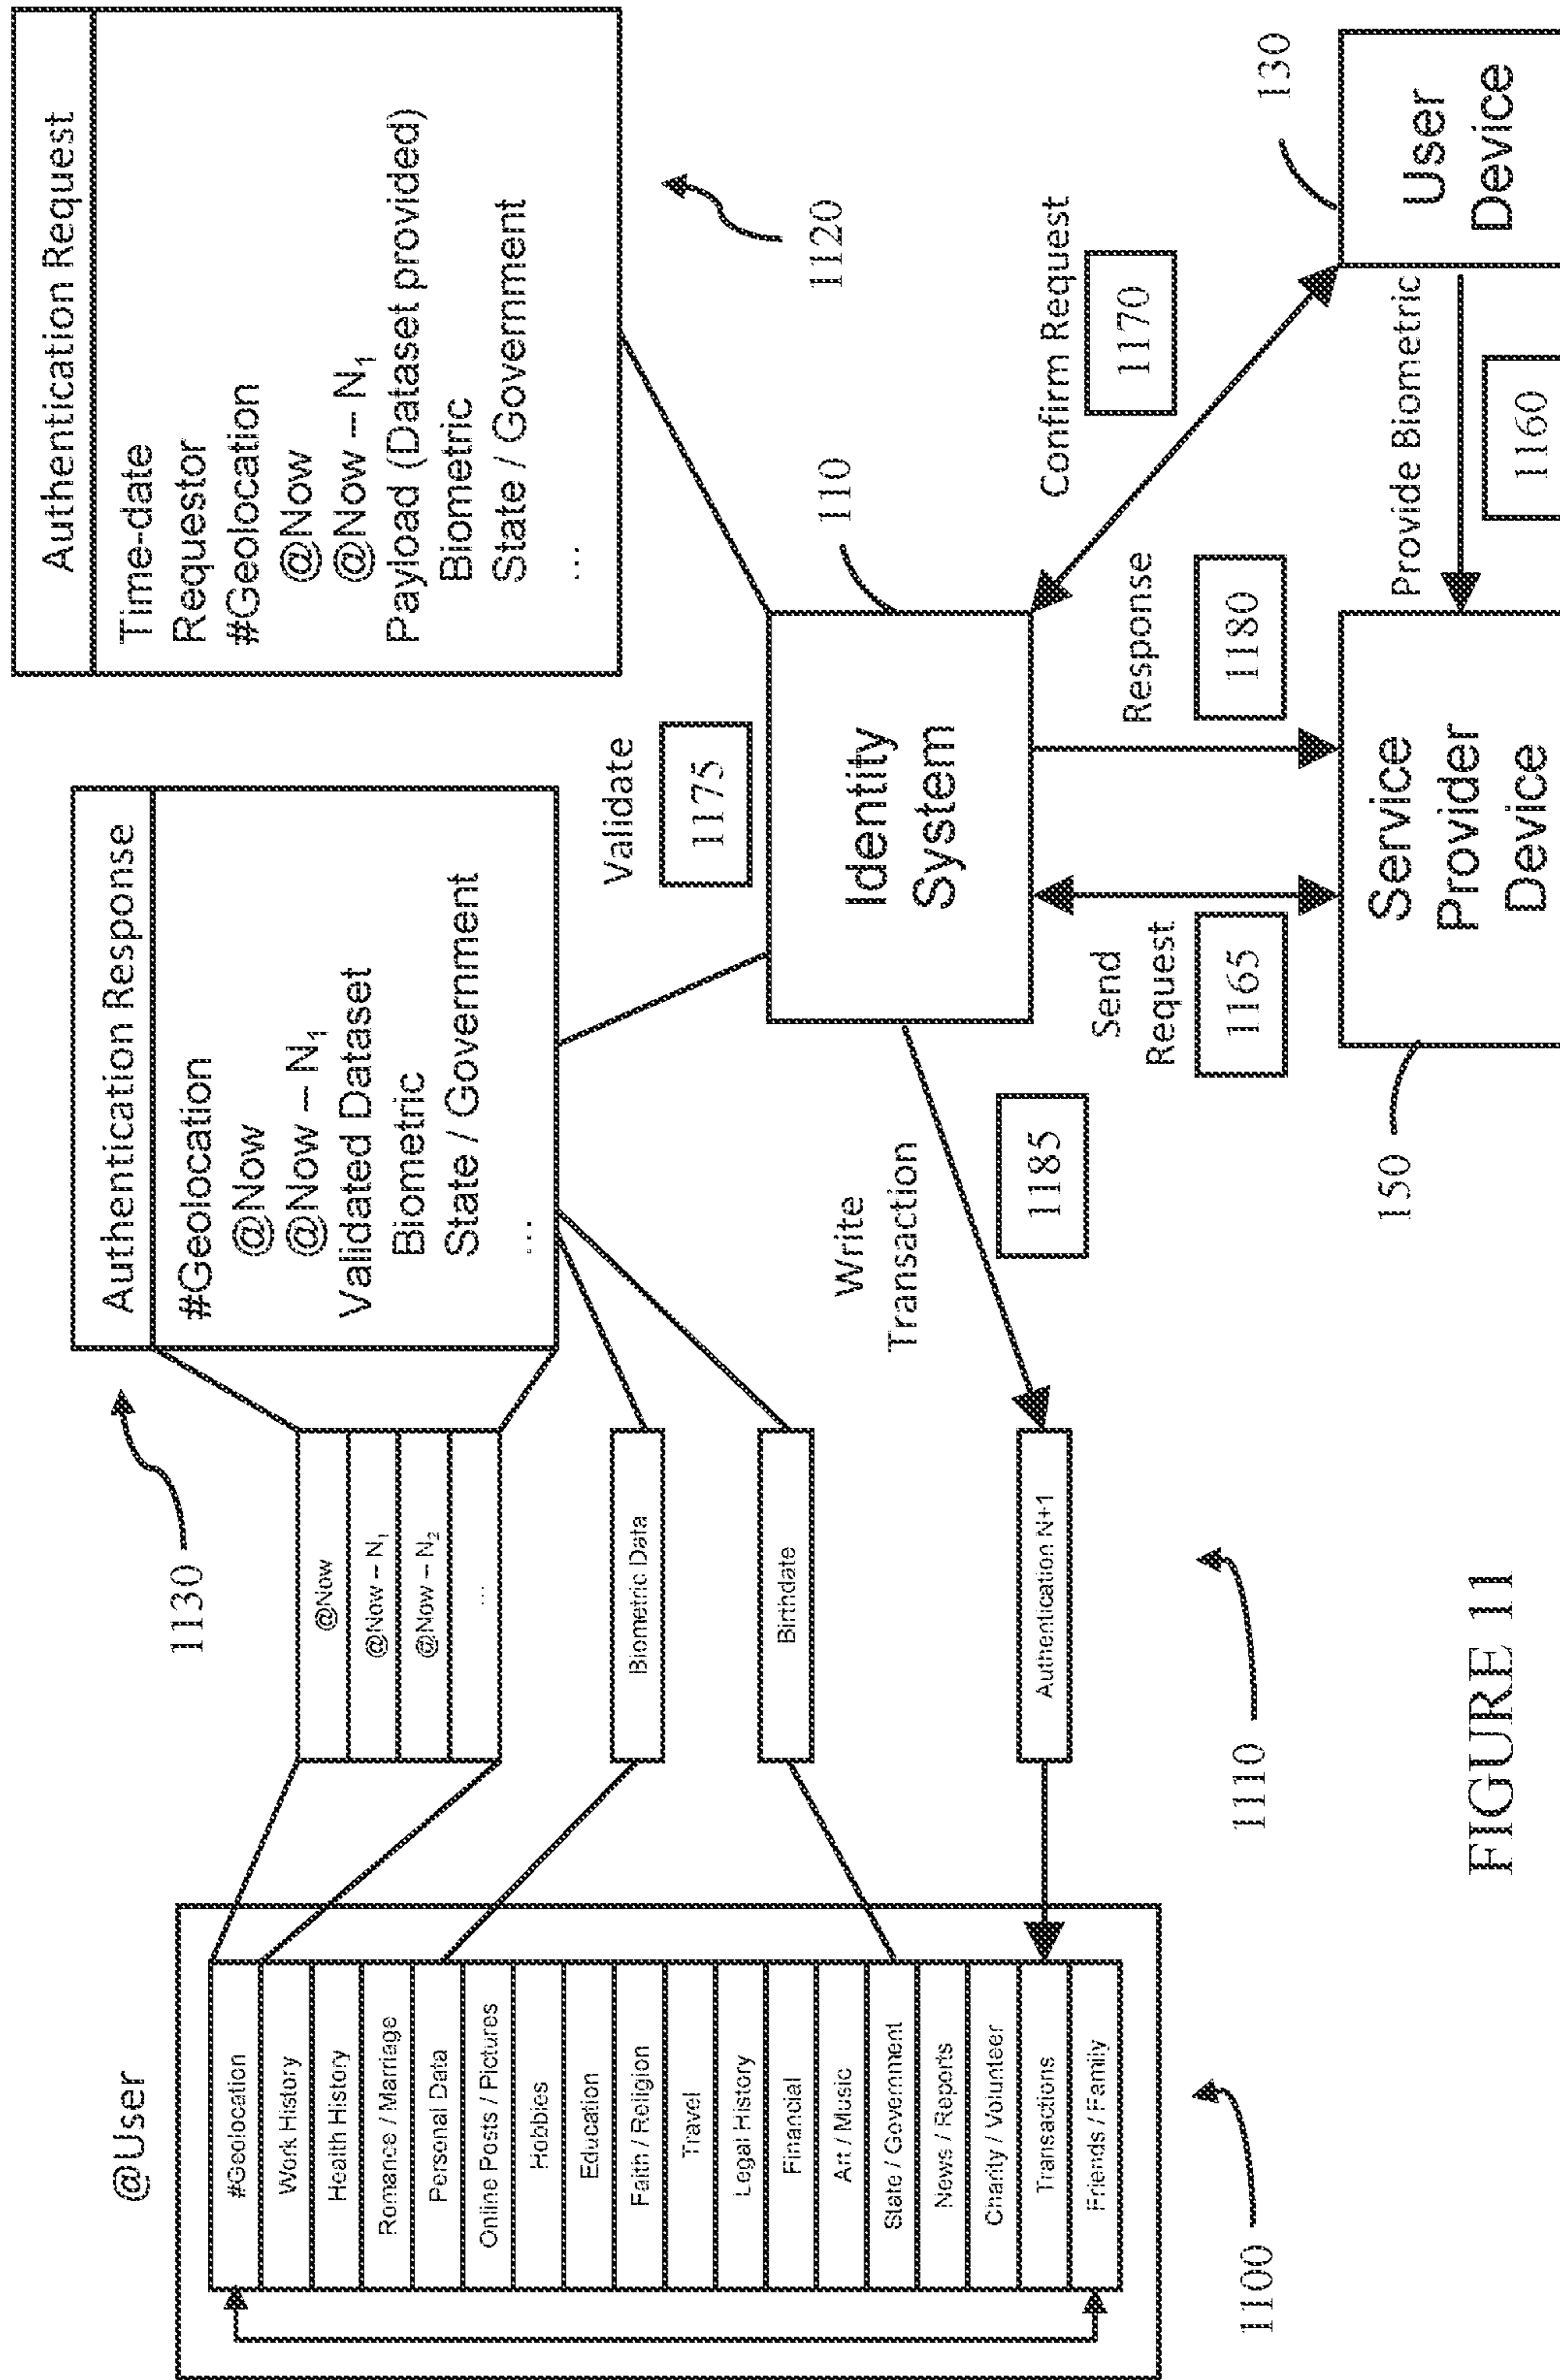 @User
#Geolocation
Work History
Health History
Romance / Marriage
Personal Data
Online Posts / Pictures
Hobbies
Education
Faith / Religion
Travel
Legal History
Financial
Art / Music
State / Government
News / Reports
Charity / Volunteer
Transactions
Friends / Family
1100
1130
@Now
@Now – N₁
@Now – N₂
...
Biometric Data
Birthdate
Authentication N+1
1110
Authentication Response
#Geolocation
@Now
@Now – N₁
Validated Dataset
Biometric
State / Government
...
Write
Transaction
1185
Validate
1175
Identity
System
110
Authentication Request
Time-date
Requestor
#Geolocation
@Now
@Now – N₁
Payload (Dataset provided)
Biometric
State / Government
...
1120
Send
Request
1165
Response
1180
Confirm Request
1170
130
User
Device
Provide Biometric
1160
Service
Provider
Device
150
FIGURE 11